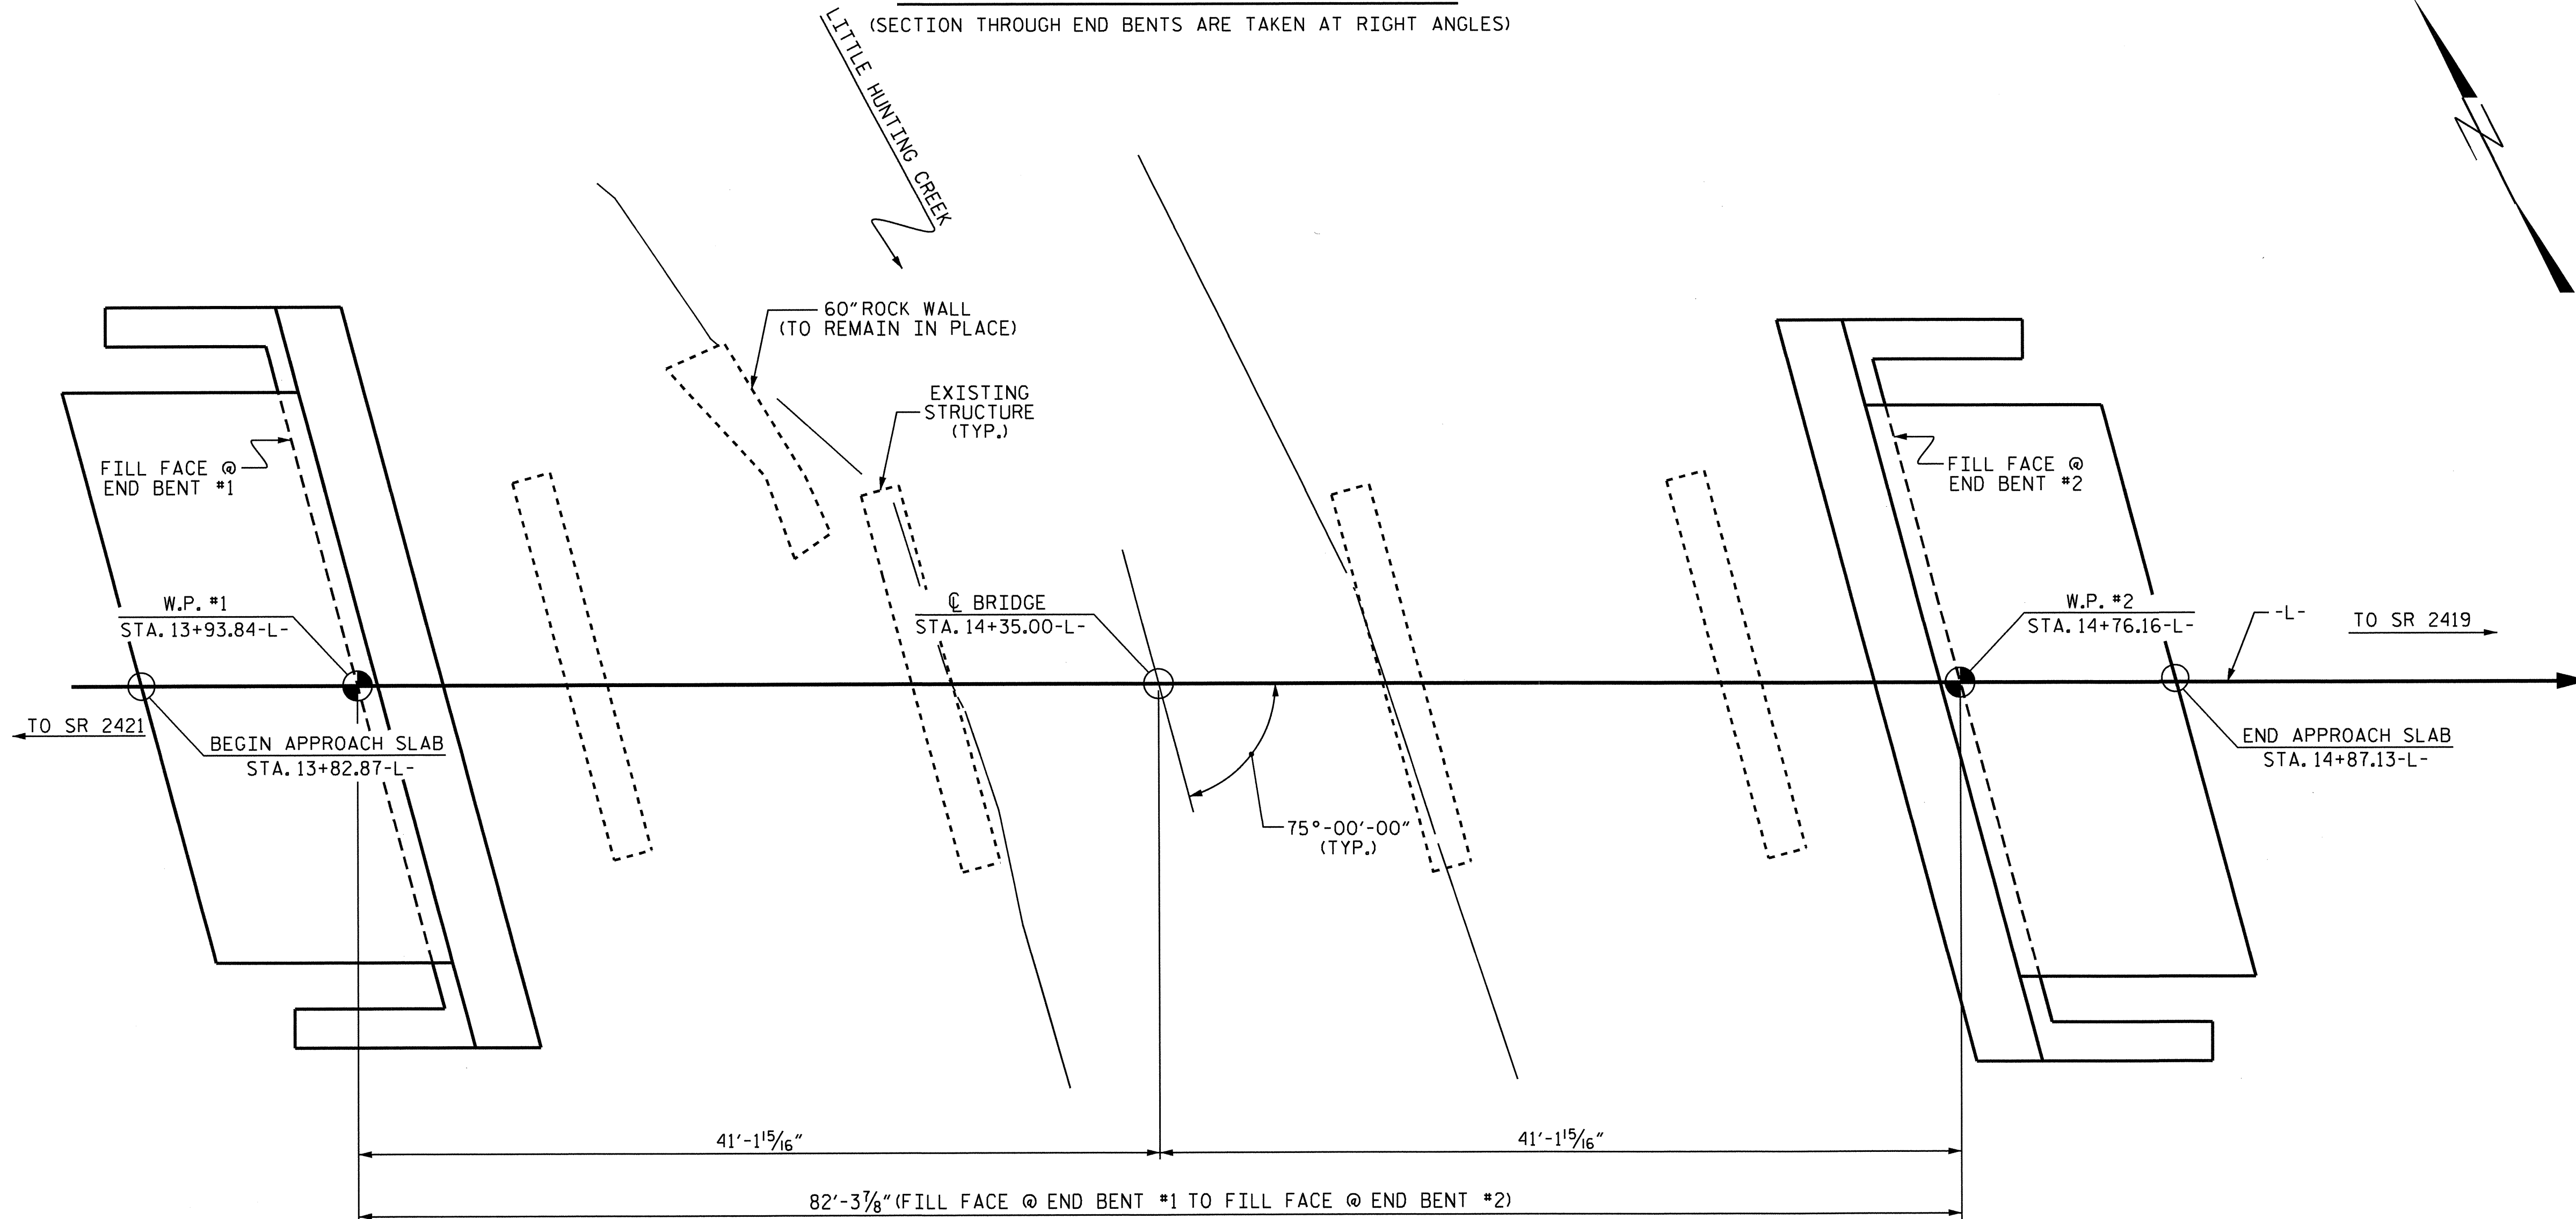 (SECTION THROUGH END BENTS ARE TAKEN AT RIGHT ANGLES)
LITTLE HUNTING CREEK
N
60" ROCK WALL
(TO REMAIN IN PLACE)
EXISTING
STRUCTURE
(TYP.)
FILL FACE @
END BENT #1
FILL FACE @
END BENT #2
W.P. #1
STA. 13+93.84-L-
℄ BRIDGE
STA. 14+35.00-L-
W.P. #2
STA. 14+76.16-L-
-L-
TO SR 2419
TO SR 2421
BEGIN APPROACH SLAB
STA. 13+82.87-L-
END APPROACH SLAB
STA. 14+87.13-L-
75°-00'-00"
(TYP.)
41'-1 15/16"
41'-1 15/16"
82'-3 7/8" (FILL FACE @ END BENT #1 TO FILL FACE @ END BENT #2)